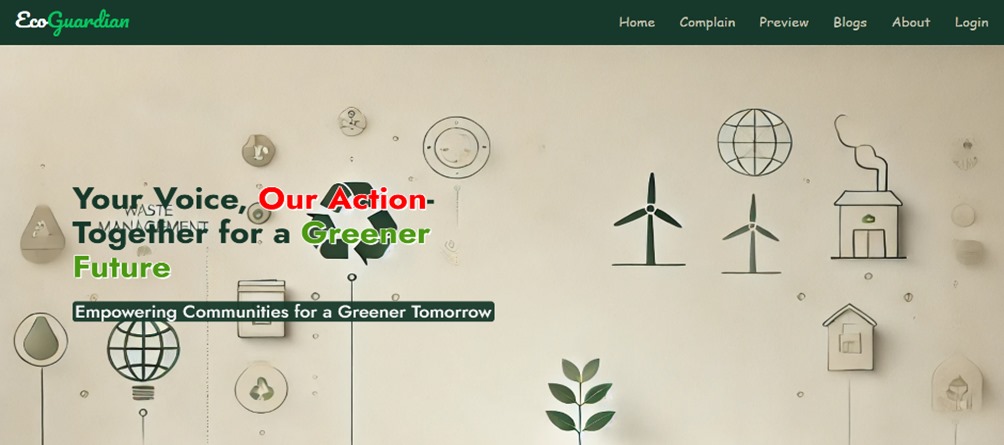 EcoGuardian Home Complain Preview Blogs About Login
Your Voice, Our Action-
WASTE
MANAGEMENT
Together for a Greener
Future
Empowering Communities for a Greener Tomorrow